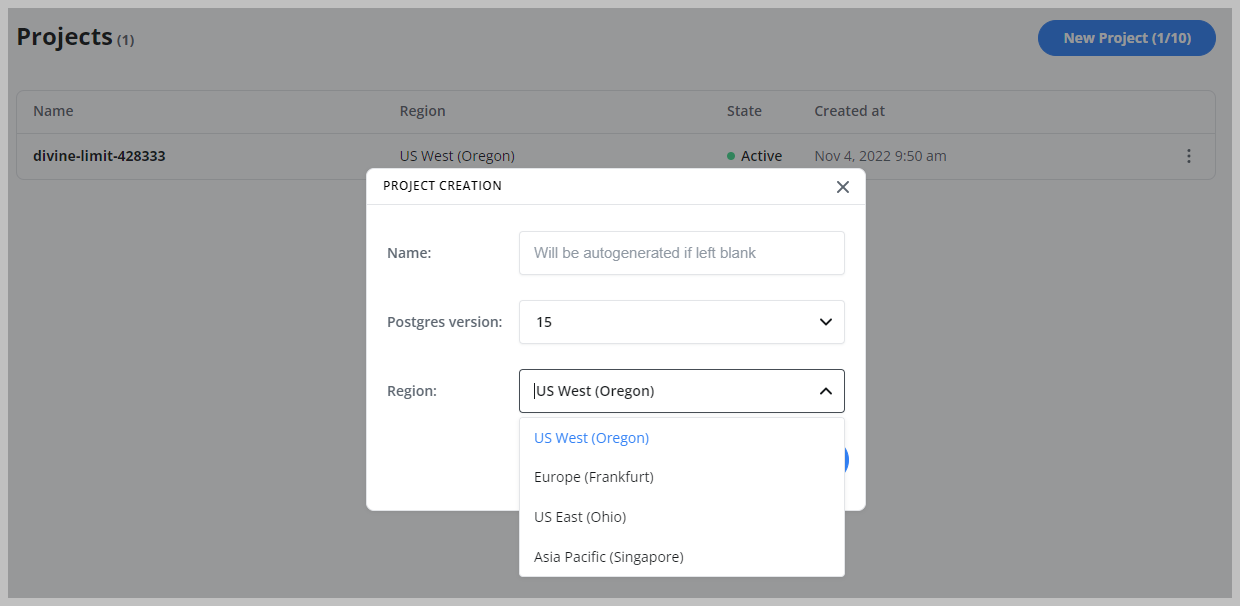 Projects (1)
New Project (1/10)
Name Region State Created at
divine-limit-428333 US West (Oregon) Active Nov 4, 2022 9:50 am
PROJECT CREATION
Name: Will be autogenerated if left blank
Postgres version: 15
Region: US West (Oregon)
US West (Oregon)
Europe (Frankfurt)
US East (Ohio)
Asia Pacific (Singapore)